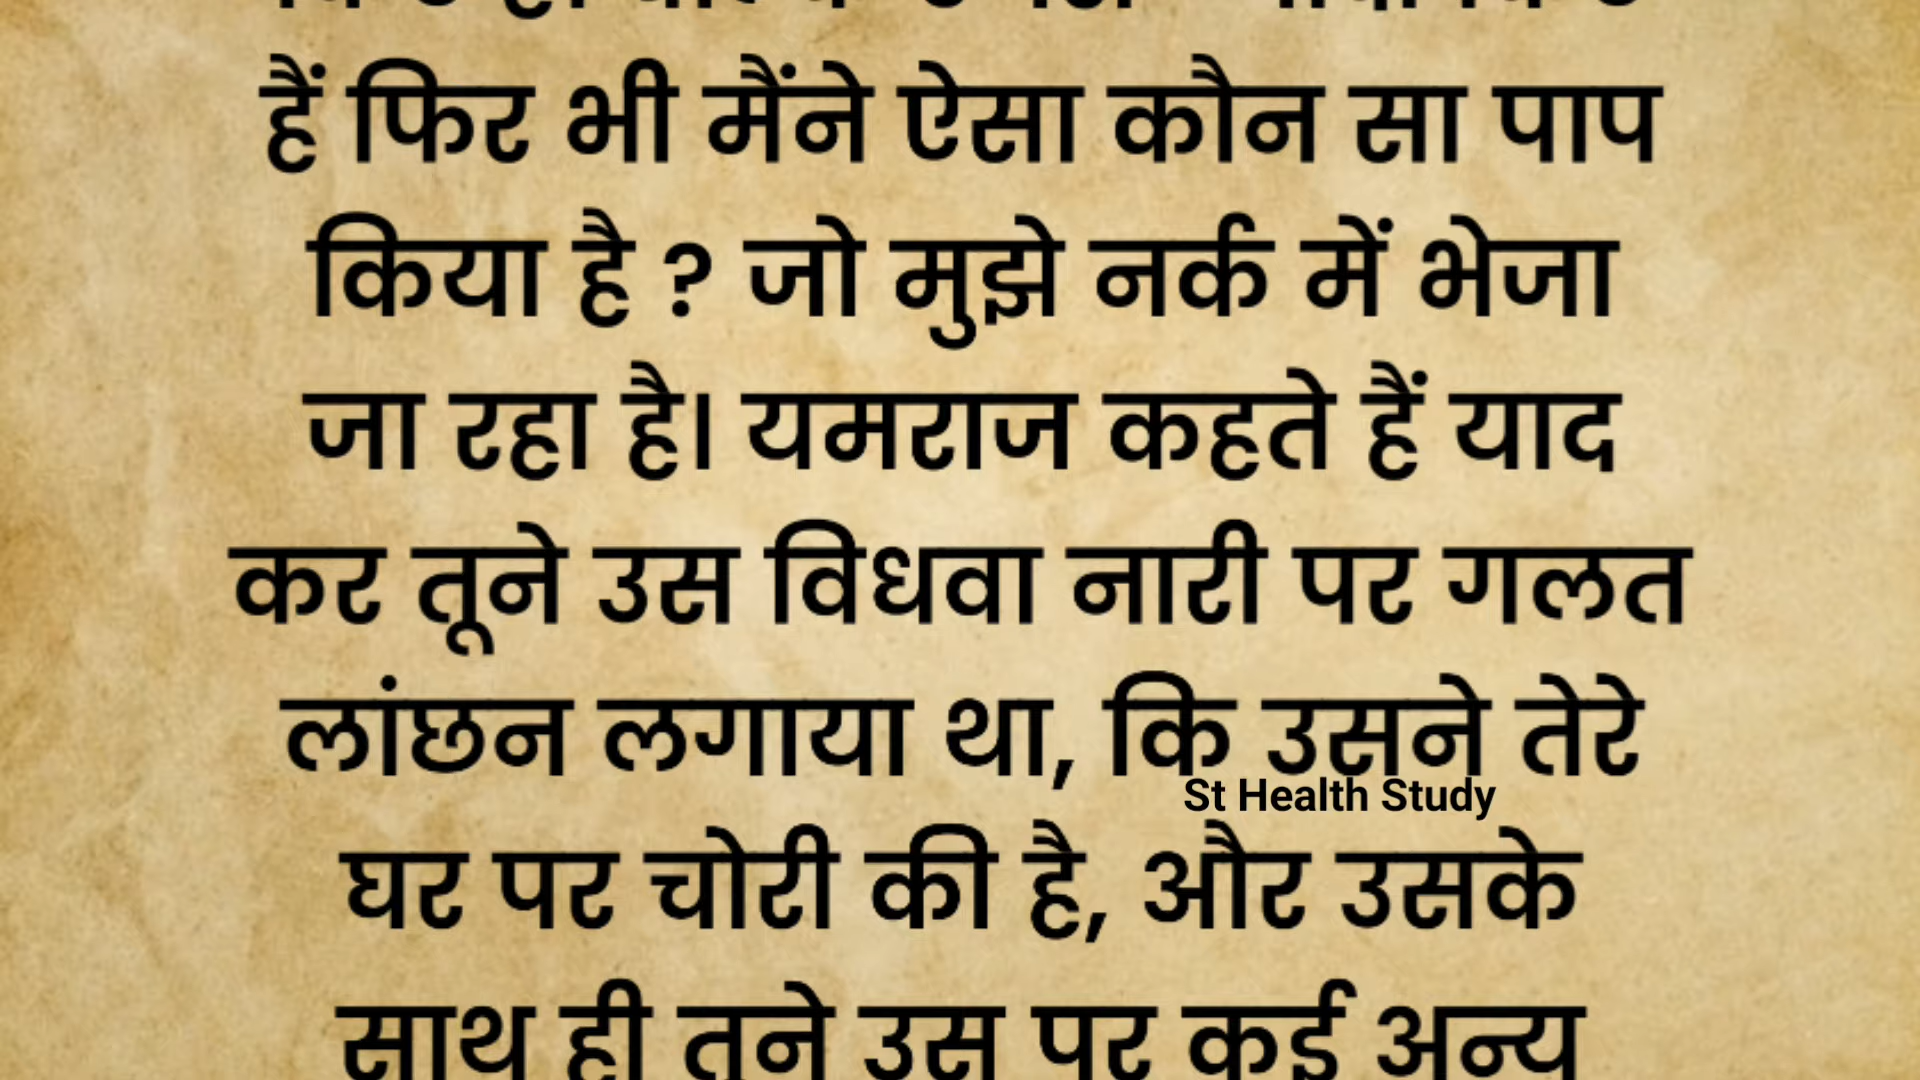 हैं फिर भी मैंने ऐसा कौन सा पाप
किया है ? जो मुझे नर्क में भेजा
जा रहा है। यमराज कहते हैं याद
कर तूने उस विधवा नारी पर गलत
लांछन लगाया था, कि उसने तेरे
St Health Study
घर पर चोरी की है, और उसके
साथ ही तूने उस पर कई अन्य